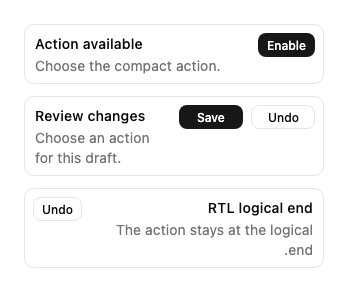 Action available
Enable
Choose the compact action.
Review changes
Save
Undo
Choose an action
for this draft.
RTL logical end
Undo
The action stays at the logical
.end